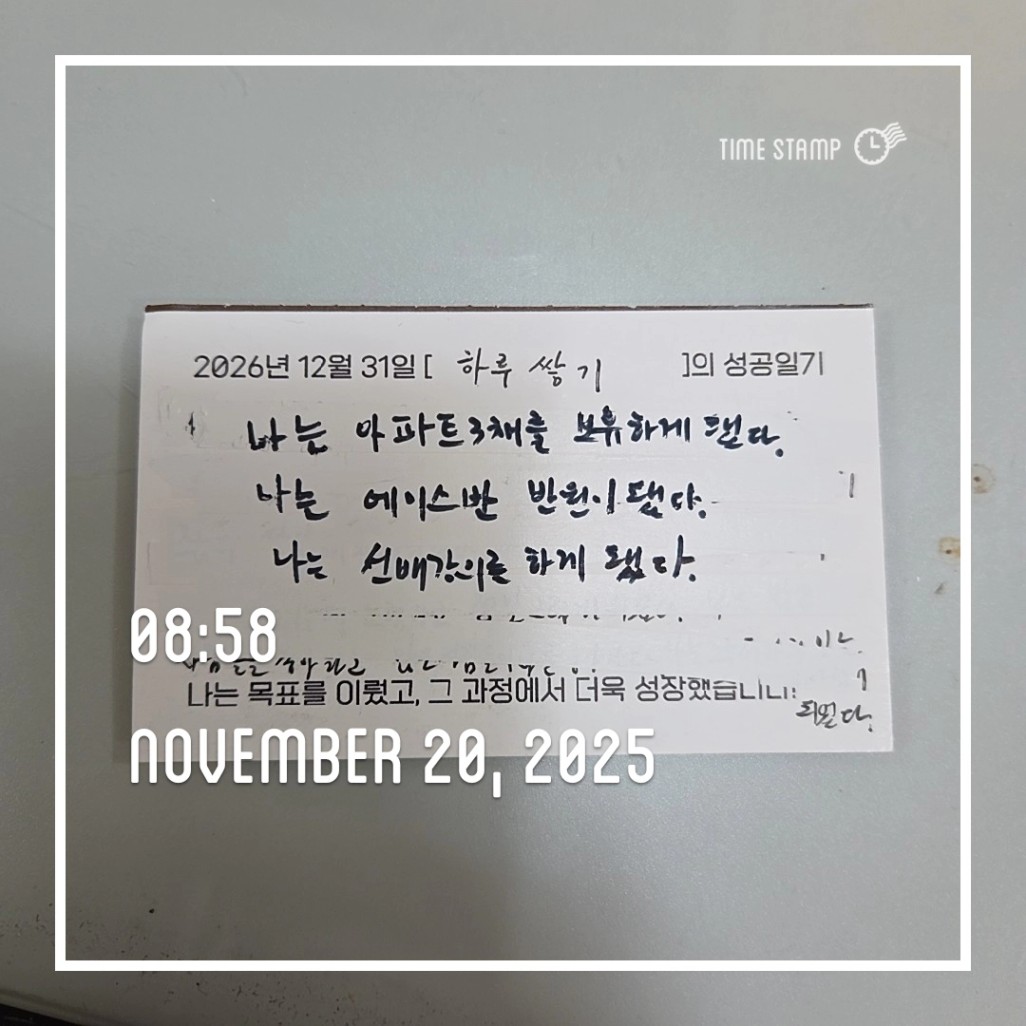 TIME STAMP
2026년 12월 31일 [ 하루 쌓기 ]의 성공일기
나는 아파트3채를 보유하게 됐다.
나는 에이스반 반원이 됐다.
나는 선배강의를 하게 됐다.
08:58
나는 목표를 이뤘고, 그 과정에서 더욱 성장했습니다.
NOVEMBER 20, 2025